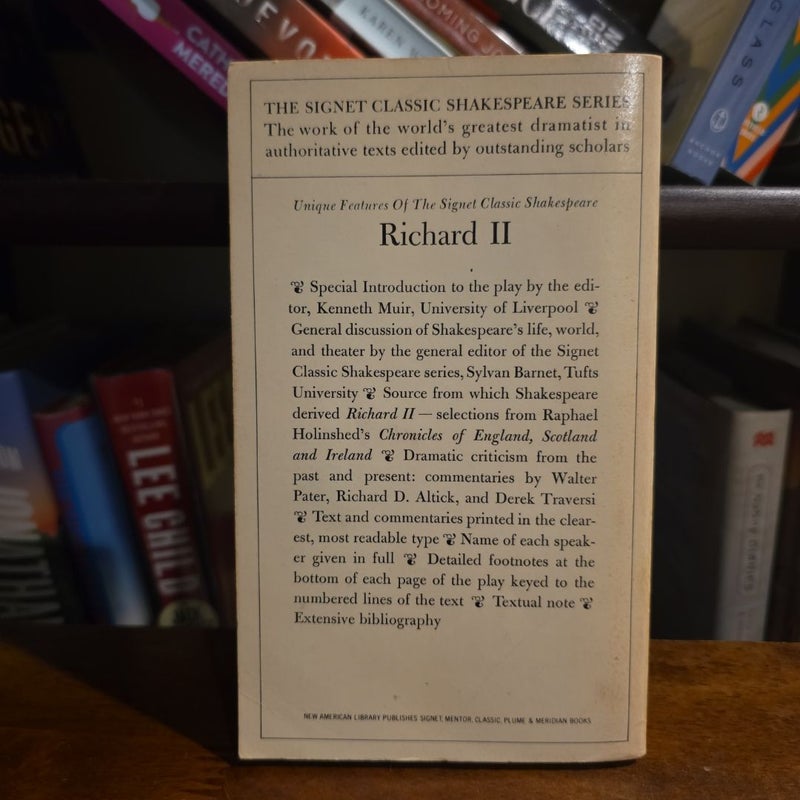 THE SIGNET CLASSIC SHAKESPEARE SERIES
The work of the world's greatest dramatist in
authoritative texts edited by outstanding scholars
Unique Features Of The Signet Classic Shakespeare
Richard II
❦ Special Introduction to the play by the edi-
tor, Kenneth Muir, University of Liverpool ❦
General discussion of Shakespeare's life, world,
and theater by the general editor of the Signet
Classic Shakespeare series, Sylvan Barnet, Tufts
University ❦ Source from which Shakespeare
derived Richard II — selections from Raphael
Holinshed's Chronicles of England, Scotland
and Ireland ❦ Dramatic criticism from the
past and present: commentaries by Walter
Pater, Richard D. Altick, and Derek Traversi
❦ Text and commentaries printed in the clear-
est, most readable type ❦ Name of each speak-
er given in full ❦ Detailed footnotes at the
bottom of each page of the play keyed to the
numbered lines of the text ❦ Textual note ❦
Extensive bibliography
NEW AMERICAN LIBRARY PUBLISHES SIGNET, MENTOR, CLASSIC, PLUME & MERIDIAN BOOKS
KAREN
LEE CHILD
GLASS